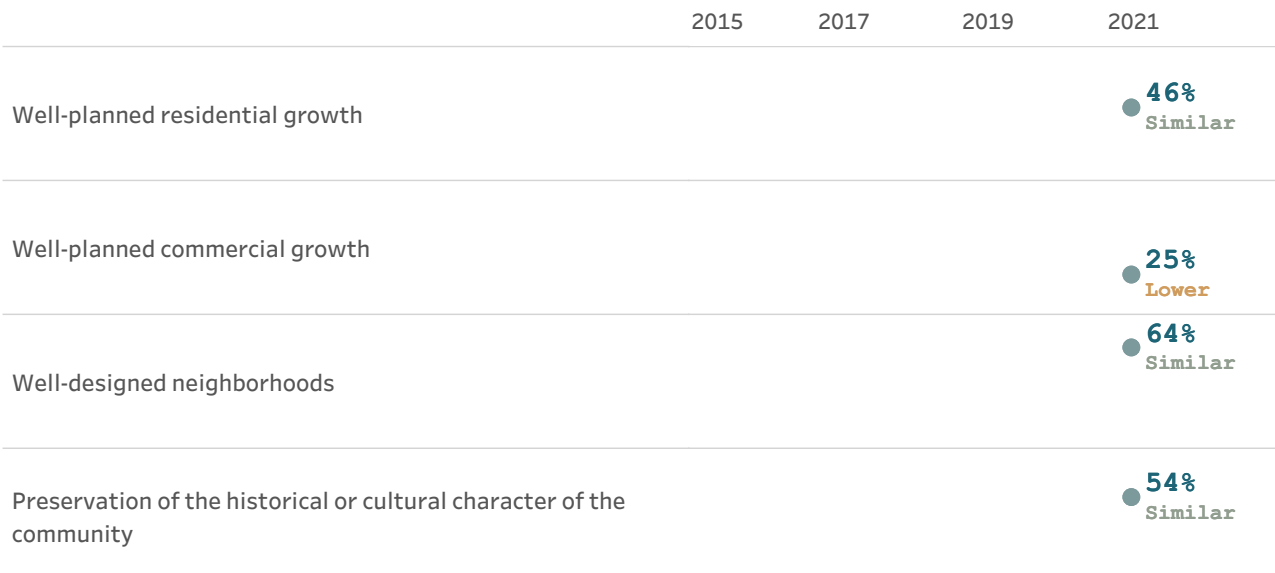 2015 2017 2019 2021
Well-planned residential growth
46%
Similar
Well-planned commercial growth
25%
Lower
Well-designed neighborhoods
64%
Similar
Preservation of the historical or cultural character of the
community
54%
Similar